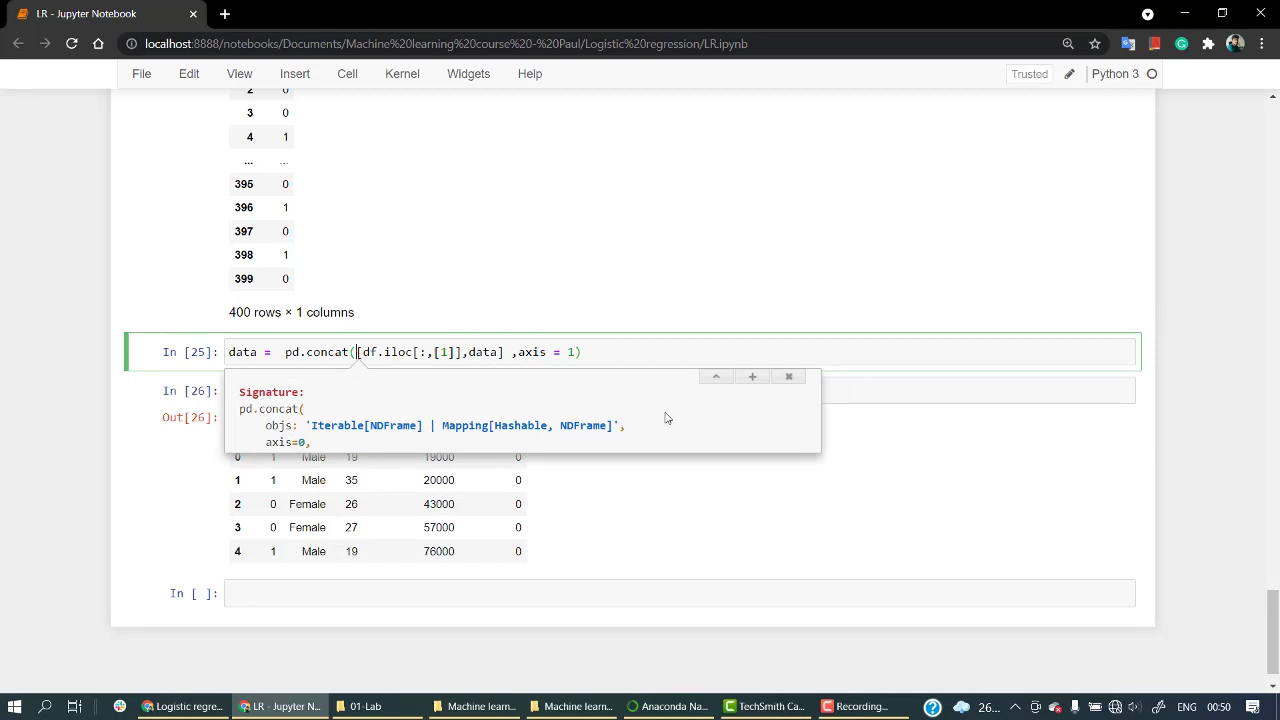 LR - Jupyter Notebook
localhost:8888/notebooks/Documents/Machine%20learning%20course%20-%20Paul/Logistic%20regression/LR.ipynb
File Edit View Insert Cell Kernel Widgets Help Trusted Python 3
2 0
3 0
4 1
... ...
395 0
396 1
397 0
398 1
399 0
400 rows × 1 columns
In [25]: data =  pd.concat([df.iloc[:,[1]],data] ,axis = 1)
In [26]:
Signature:
pd.concat(
objs: 'Iterable[NDFrame] | Mapping[Hashable, NDFrame]',
axis=0,
Out[26]:
0 1 Male 19 19000 0
1 1 Male 35 20000 0
2 0 Female 26 43000 0
3 0 Female 27 57000 0
4 1 Male 19 76000 0
In [ ]:
Logistic regre... LR - Jupyter N... 01-Lab Machine learn... Machine learn... Anaconda Na... TechSmith Ca... Recording... 26... ENG 00:50